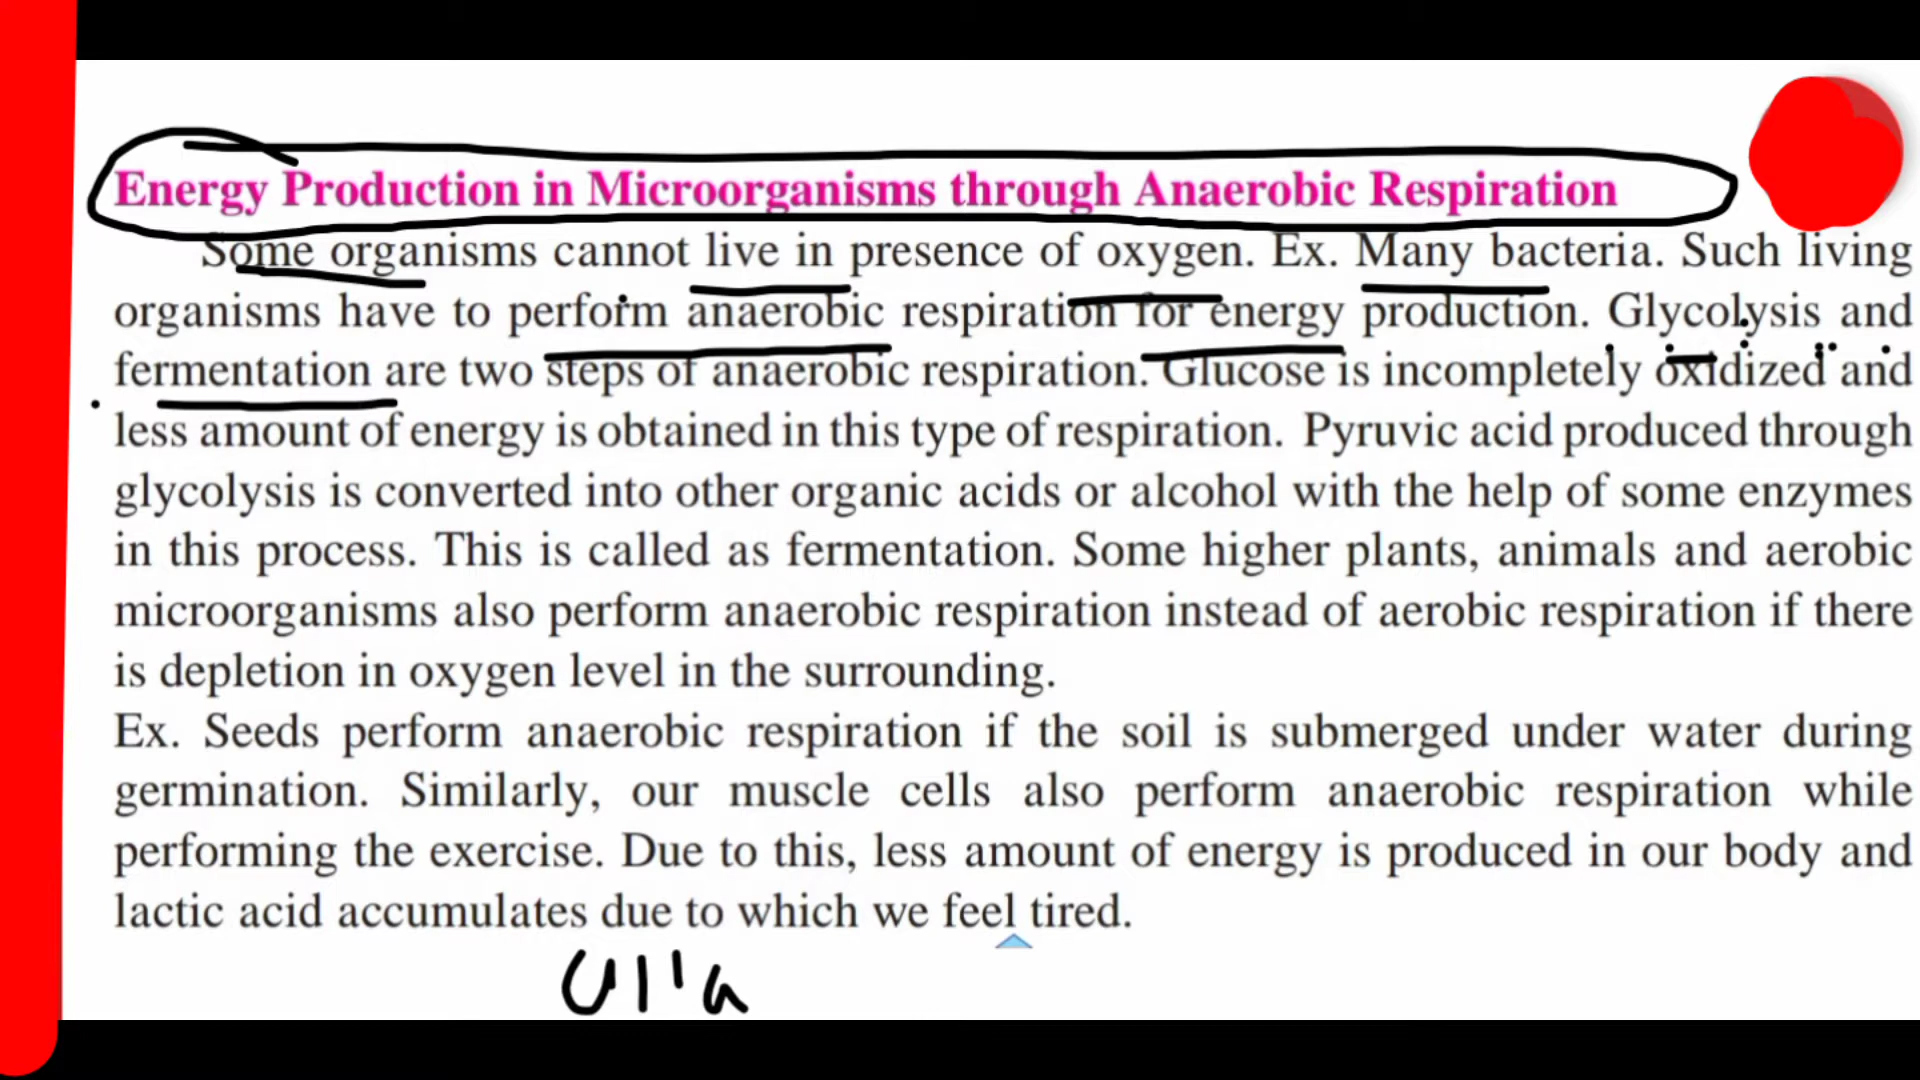 Energy Production in Microorganisms through Anaerobic Respiration
Some organisms cannot live in presence of oxygen. Ex. Many bacteria. Such living
organisms have to perform anaerobic respiration for energy production. Glycolysis and
fermentation are two steps of anaerobic respiration. Glucose is incompletely oxidized and
less amount of energy is obtained in this type of respiration. Pyruvic acid produced through
glycolysis is converted into other organic acids or alcohol with the help of some enzymes
in this process. This is called as fermentation. Some higher plants, animals and aerobic
microorganisms also perform anaerobic respiration instead of aerobic respiration if there
is depletion in oxygen level in the surrounding.
Ex. Seeds perform anaerobic respiration if the soil is submerged under water during
germination. Similarly, our muscle cells also perform anaerobic respiration while
performing the exercise. Due to this, less amount of energy is produced in our body and
lactic acid accumulates due to which we feel tired.